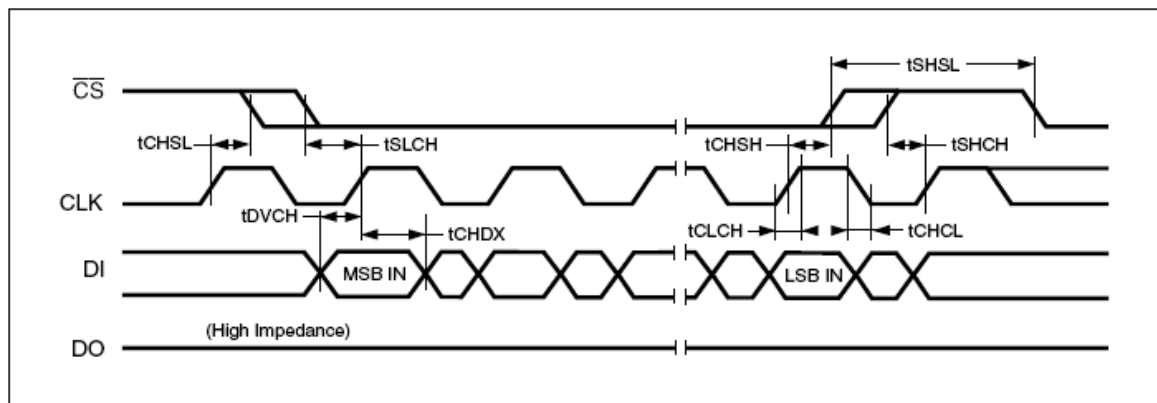 tSHSL
CS
tCHSL
tSLCH
tCHSH
tSHCH
CLK
tDVCH
tCHDX
tCLCH
tCHCL
DI
MSB IN
LSB IN
(High Impedance)
DO